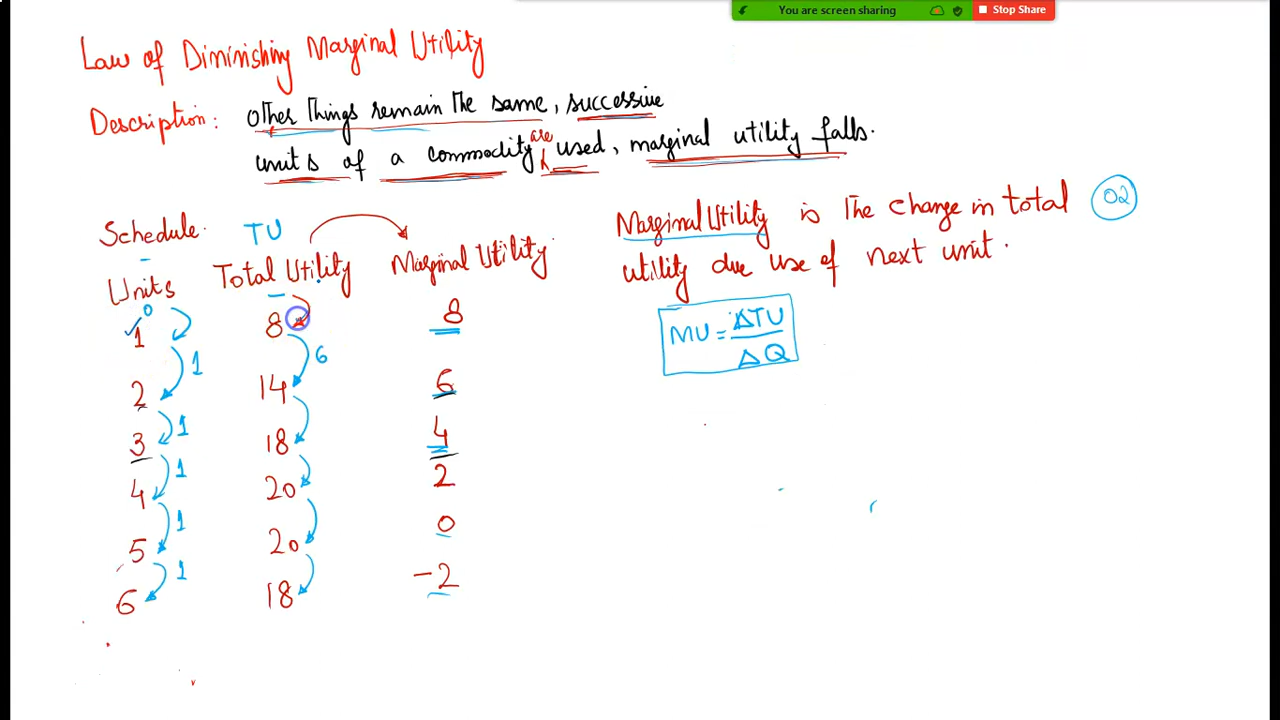 You are screen sharing
Stop Share
Law of Diminishing Marginal Utility
Description: Other things remain the same, successive
units of a commodity are used, marginal utility falls.
Schedule.
TU
Units Total Utility Marginal Utility
0
1 8 8
1 6
2 14 6
1
3 18 4
1
4 20 2
1
5 20 0
1
6 18 -2
Marginal Utility is the change in total 02
utility due use of next unit.
MU = ΔTU
ΔQ